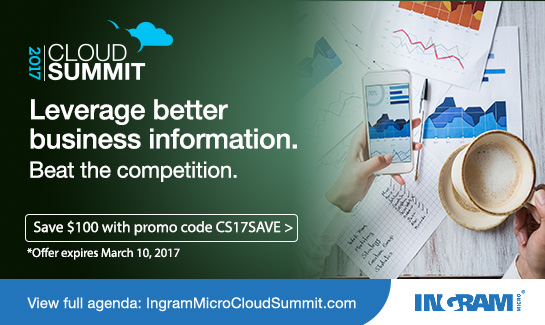 2017
CLOUD
SUMMIT
Leverage better
business information.
Beat the competition.
Save $100 with promo code CS17SAVE >
*Offer expires March 10, 2017
View full agenda: IngramMicroCloudSummit.com
INGRAM MICRO®